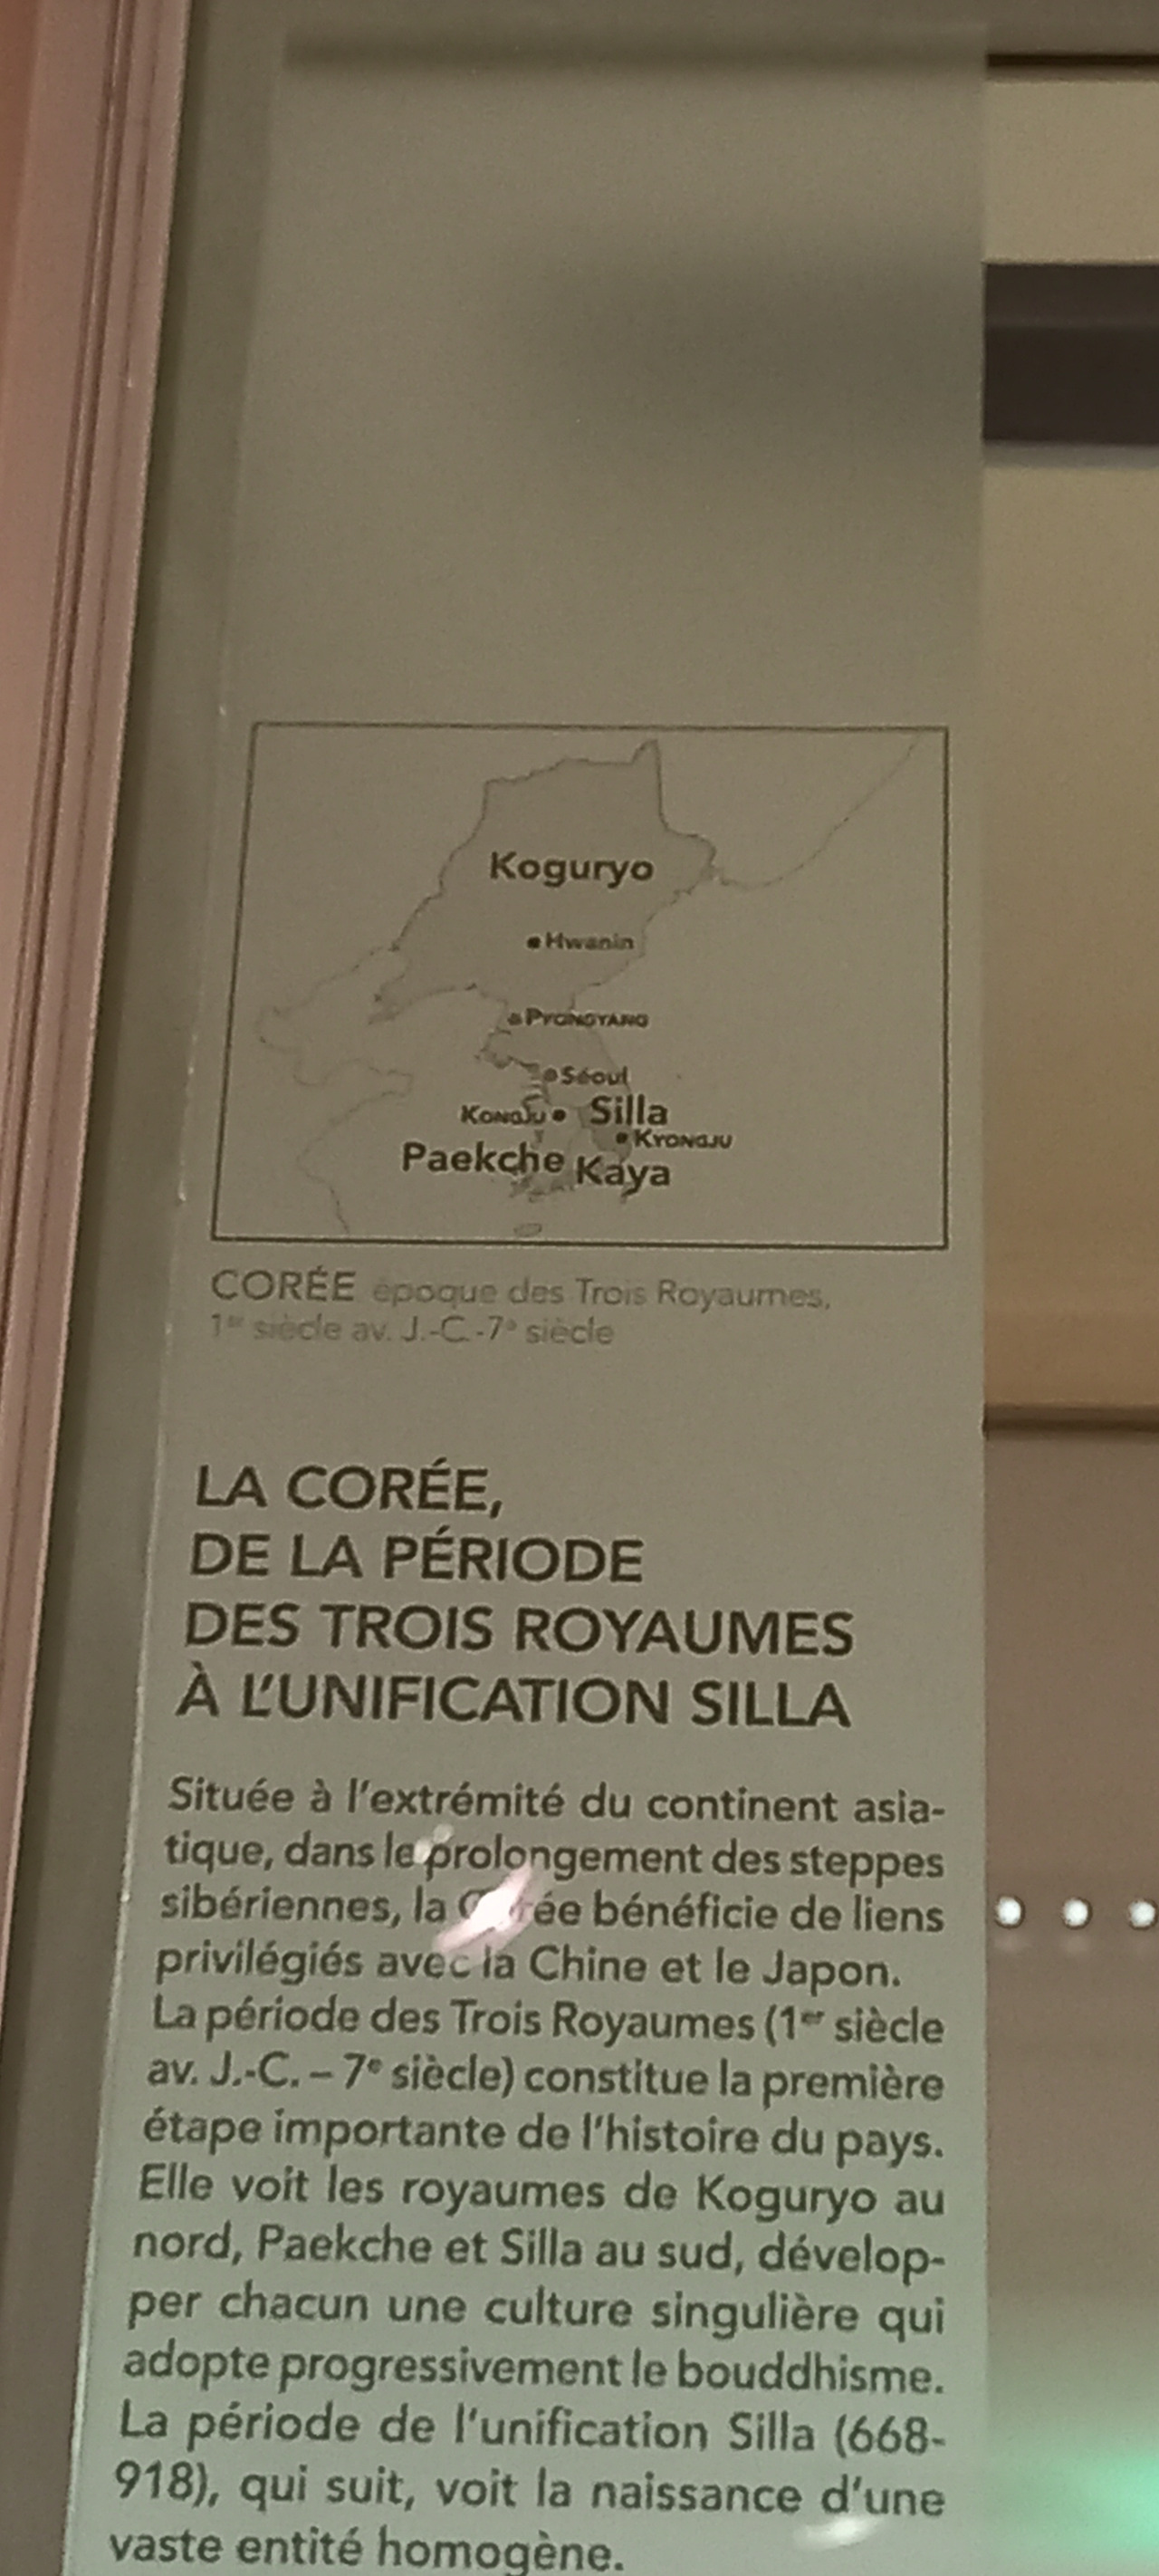 Koguryo
Hwanin
PYONGYANG
Séoul
KONGJU Silla
KYONGJU
Paekche Kaya
CORÉE époque des Trois Royaumes,
1er siècle av. J.-C.-7e siècle
LA CORÉE,
DE LA PÉRIODE
DES TROIS ROYAUMES
À L'UNIFICATION SILLA
Située à l'extrémité du continent asia-
tique, dans le prolongement des steppes
sibériennes, la Corée bénéficie de liens
privilégiés avec la Chine et le Japon.
La période des Trois Royaumes (1er siècle
av. J.-C. – 7e siècle) constitue la première
étape importante de l'histoire du pays.
Elle voit les royaumes de Koguryo au
nord, Paekche et Silla au sud, dévelop-
per chacun une culture singulière qui
adopte progressivement le bouddhisme.
La période de l'unification Silla (668-
918), qui suit, voit la naissance d'une
vaste entité homogène.